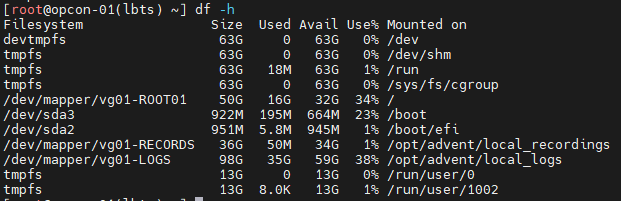 [root@opcon-01(lbts) ~] df -h
Filesystem Size Used Avail Use% Mounted on
devtmpfs 63G 0 63G 0% /dev
tmpfs 63G 0 63G 0% /dev/shm
tmpfs 63G 18M 63G 1% /run
tmpfs 63G 0 63G 0% /sys/fs/cgroup
/dev/mapper/vg01-ROOT01 50G 16G 32G 34% /
/dev/sda3 922M 195M 664M 23% /boot
/dev/sda2 951M 5.8M 945M 1% /boot/efi
/dev/mapper/vg01-RECORDS 36G 50M 34G 1% /opt/advent/local_recordings
/dev/mapper/vg01-LOGS 98G 35G 59G 38% /opt/advent/local_logs
tmpfs 13G 0 13G 0% /run/user/0
tmpfs 13G 8.0K 13G 1% /run/user/1002